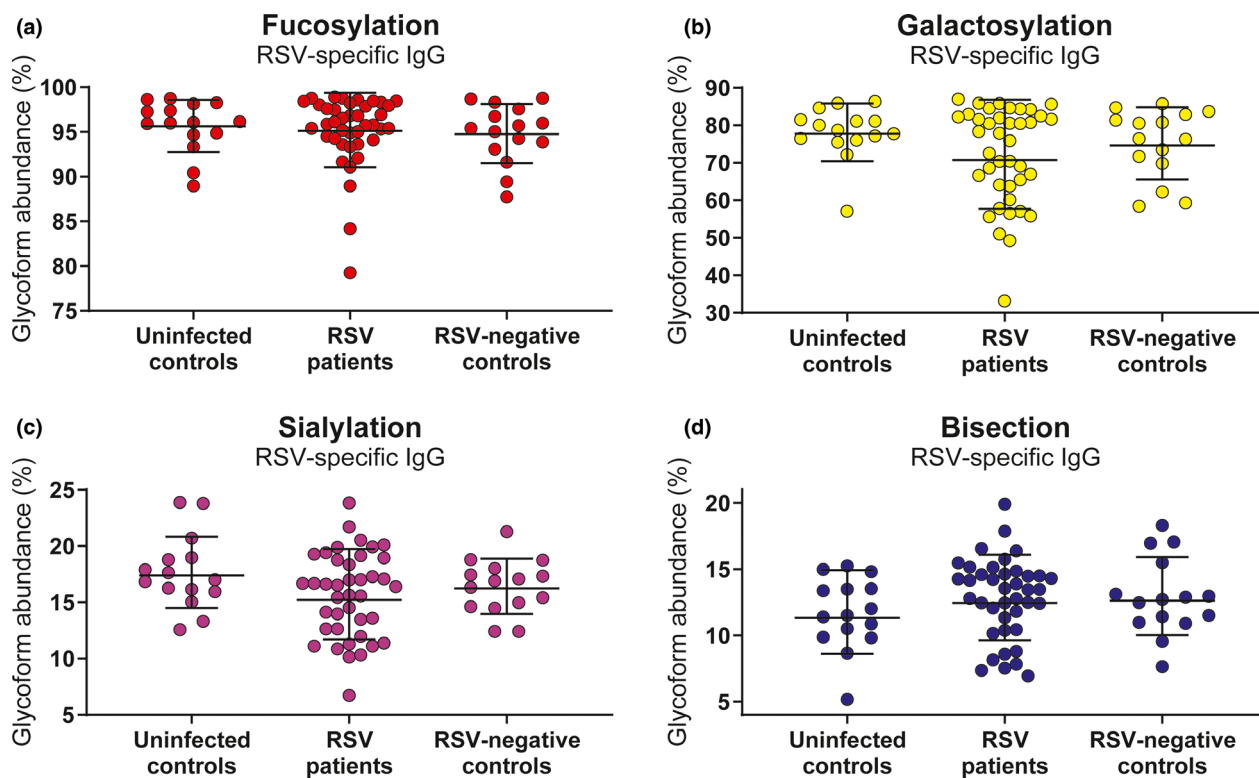 (a)
Fucosylation
RSV-specific IgG
Glycoform abundance (%)
100
95
90
85
80
75
Uninfected controls
RSV patients
RSV-negative controls
(b)
Galactosylation
RSV-specific IgG
Glycoform abundance (%)
90
80
70
60
50
40
30
Uninfected controls
RSV patients
RSV-negative controls
(c)
Sialylation
RSV-specific IgG
Glycoform abundance (%)
25
20
15
10
5
Uninfected controls
RSV patients
RSV-negative controls
(d)
Bisection
RSV-specific IgG
Glycoform abundance (%)
20
15
10
5
Uninfected controls
RSV patients
RSV-negative controls